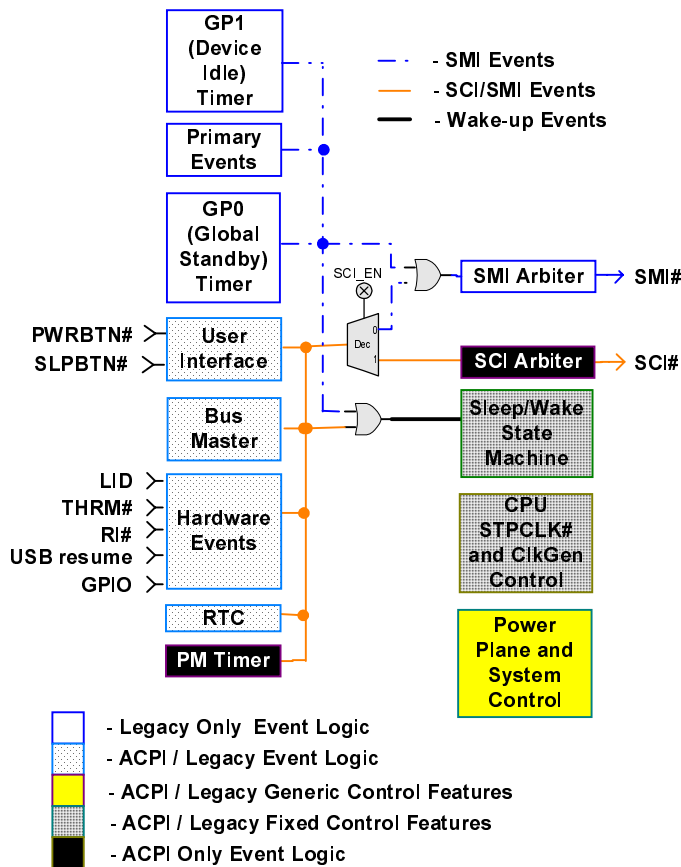 GP1
(Device
Idle)
Timer
- SMI Events
- SCI/SMI Events
- Wake-up Events
Primary
Events
GP0
(Global
Standby)
Timer
SCI_EN
SMI Arbiter
SMI#
PWRBTN#
SLPBTN#
User
Interface
0
Dec
1
SCI Arbiter
SCI#
Bus
Master
Sleep/Wake
State
Machine
LID
THRM#
RI#
USB resume
GPIO
Hardware
Events
CPU
STPCLK#
and ClkGen
Control
RTC
PM Timer
Power
Plane and
System
Control
- Legacy Only Event Logic
- ACPI / Legacy Event Logic
- ACPI / Legacy Generic Control Features
- ACPI / Legacy Fixed Control Features
- ACPI Only Event Logic